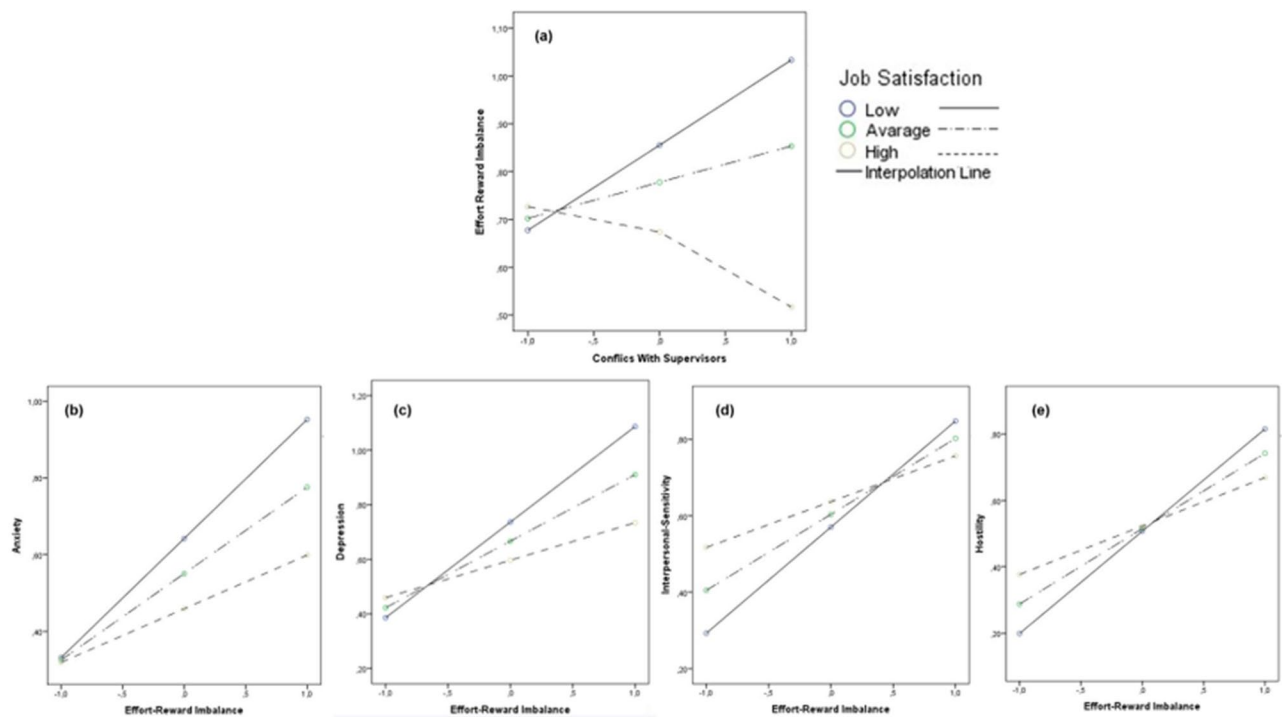 (a)
1,10
1,00
,90
,80
,70
,60
,50
Effort Reward Imbalance
-1,0 -,5 ,0 ,5 1,0
Conflics With Supervisors
Job Satisfaction
Low
Avarage
High
Interpolation Line
(b)
1,00
,80
,60
,40
Anxiety
-1,0 -,5 ,0 ,5 1,0
Effort-Reward Imbalance
(c)
1,20
1,00
,80
,60
,40
,20
Depression
-1,0 -,5 ,0 ,5 1,0
Effort-Reward Imbalance
(d)
,80
,60
,40
,20
Interpersonal-Sensitivity
-1,0 -,5 ,0 ,5 1,0
Effort-Reward Imbalance
(e)
,80
,60
,40
,20
Hostility
-1,0 -,5 ,0 ,5 1,0
Effort-Reward Imbalance